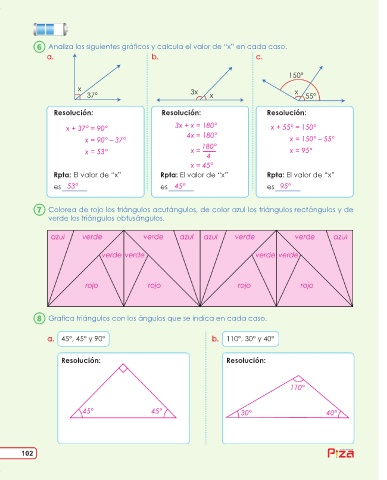 6 Analiza los siguientes gráficos y calcula el valor de "x" en cada caso.
a. b. c.
x 37°
3x x
150° x 55°
Resolución:
x + 37° = 90°
x = 90° – 37°
x = 53°
Rpta: El valor de "x"
es 53°
Resolución:
3x + x = 180°
4x = 180°
x = 180°
4
x = 45°
Rpta: El valor de "x"
es 45°
Resolución:
x + 55° = 150°
x = 150° – 55°
x = 95°
Rpta: El valor de "x"
es 95°
7 Colorea de rojo los triángulos acutángulos, de color azul los triángulos rectángulos y de
verde los triángulos obtusángulos.
azul verde verde azul azul verde verde azul
verde verde verde verde
rojo rojo rojo rojo
8 Grafica triángulos con los ángulos que se indica en cada caso.
a. 45°, 45° y 90°
b. 110°, 30° y 40°
Resolución:
45° 45°
Resolución:
110°
30° 40°
102